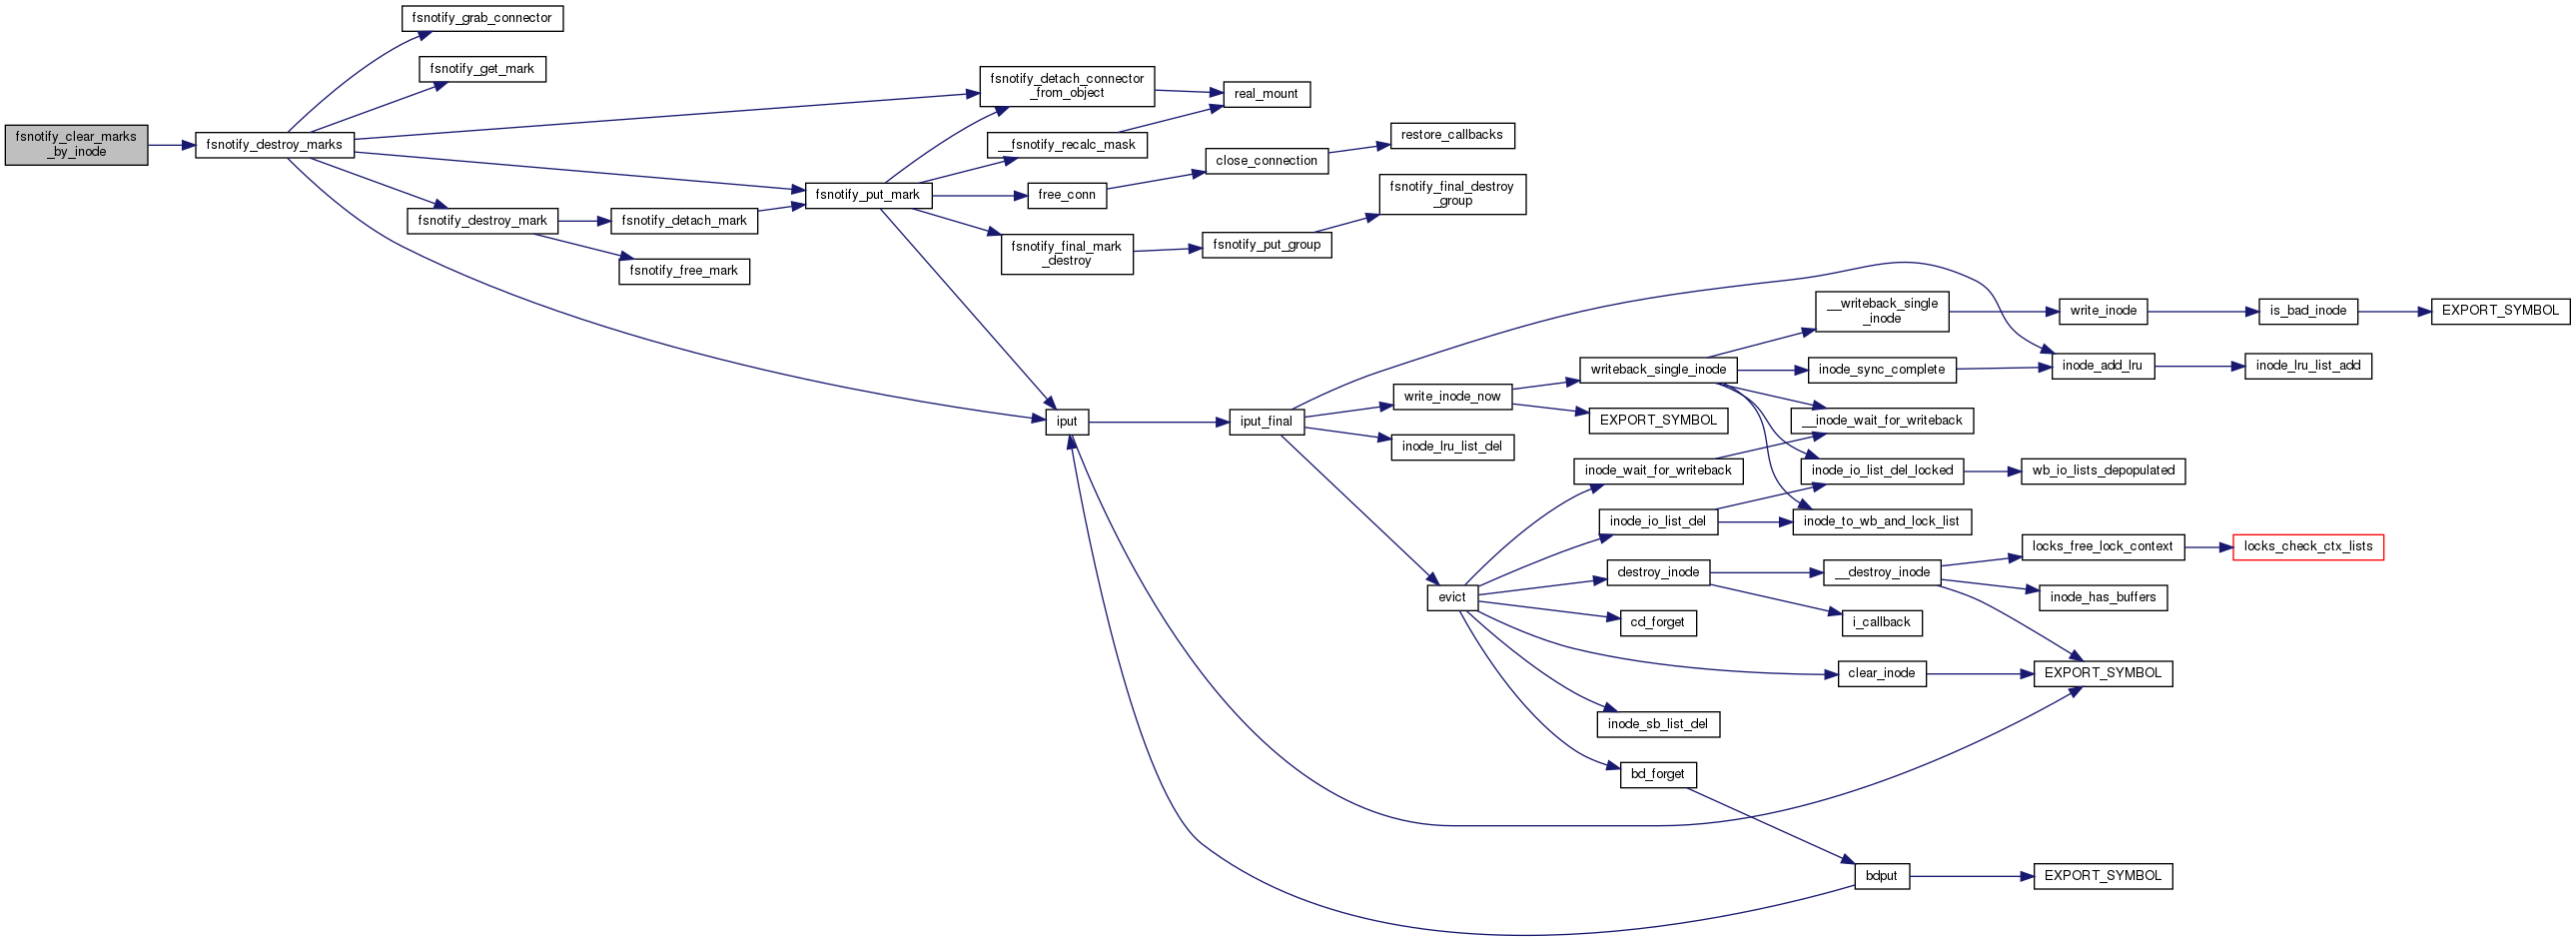 fsnotify_grab_connector
fsnotify_get_mark
fsnotify_clear_marks
_by_inode
fsnotify_destroy_marks
fsnotify_destroy_mark
fsnotify_detach_mark
fsnotify_free_mark
fsnotify_put_mark
fsnotify_detach_connector
_from_object
__fsnotify_recalc_mask
free_conn
fsnotify_final_mark
_destroy
real_mount
close_connection
restore_callbacks
fsnotify_put_group
fsnotify_final_destroy
_group
iput
iput_final
write_inode_now
inode_lru_list_del
evict
writeback_single_inode
EXPORT_SYMBOL
inode_wait_for_writeback
inode_io_list_del
destroy_inode
cd_forget
inode_sb_list_del
bd_forget
__writeback_single
_inode
inode_sync_complete
__inode_wait_for_writeback
inode_io_list_del_locked
inode_to_wb_and_lock_list
__destroy_inode
i_callback
clear_inode
bdput
write_inode
is_bad_inode
EXPORT_SYMBOL
inode_add_lru
inode_lru_list_add
wb_io_lists_depopulated
locks_free_lock_context
locks_check_ctx_lists
inode_has_buffers
EXPORT_SYMBOL
EXPORT_SYMBOL